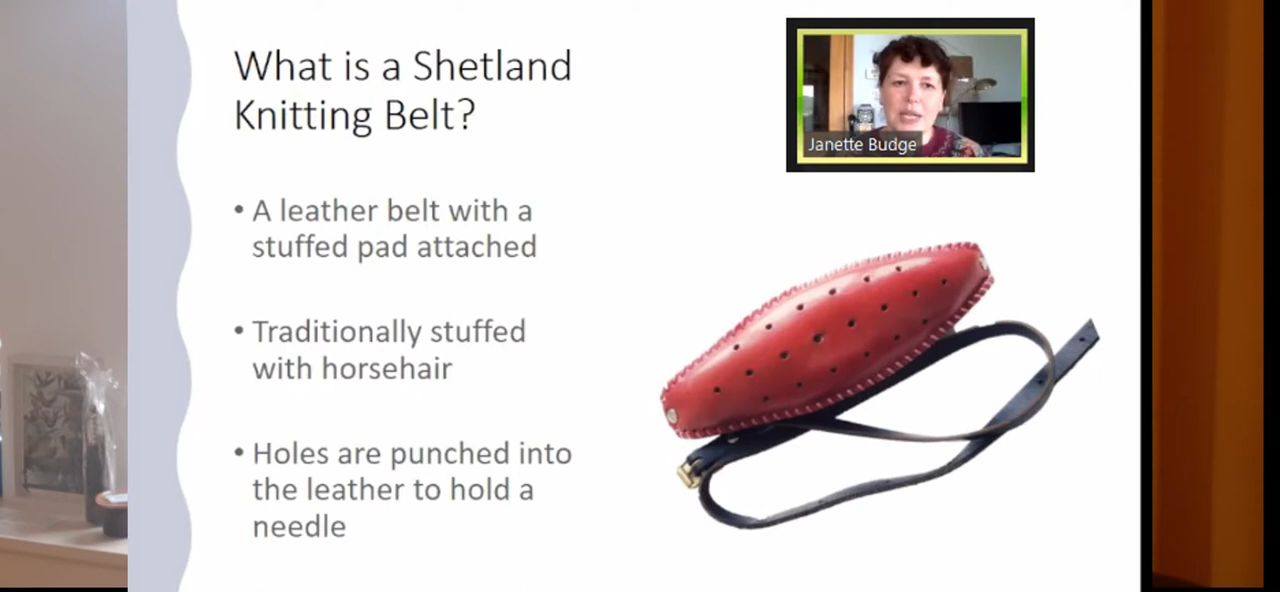 What is a Shetland
Knitting Belt?
Janette Budge
• A leather belt with a
stuffed pad attached
• Traditionally stuffed
with horsehair
• Holes are punched into
the leather to hold a
needle